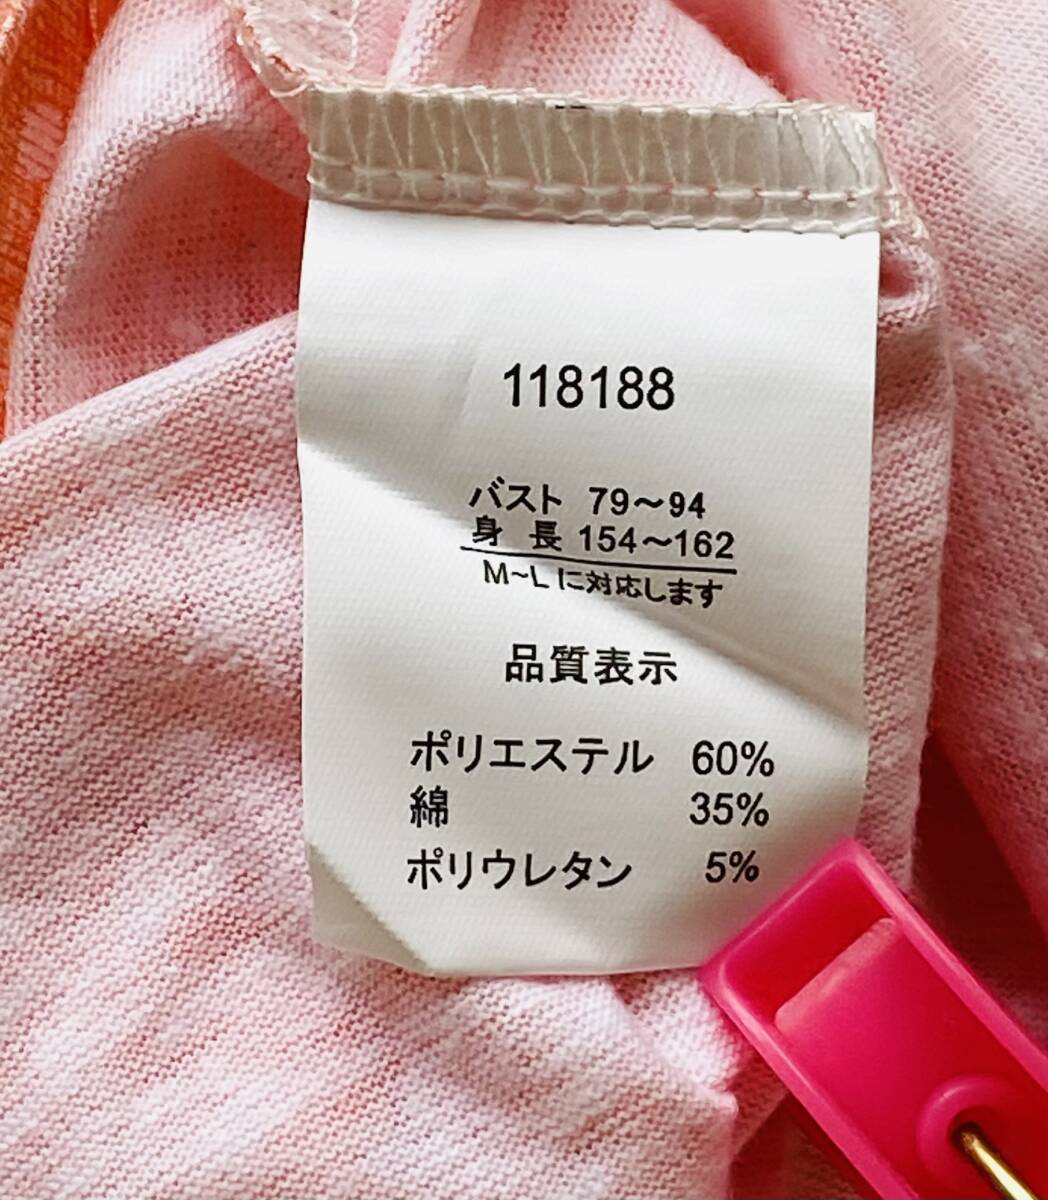 118188
バスト 79～94
身 長 154～162
M~Lに対応します
品質表示
ポリエステル 60%
綿 35%
ポリウレタン 5%